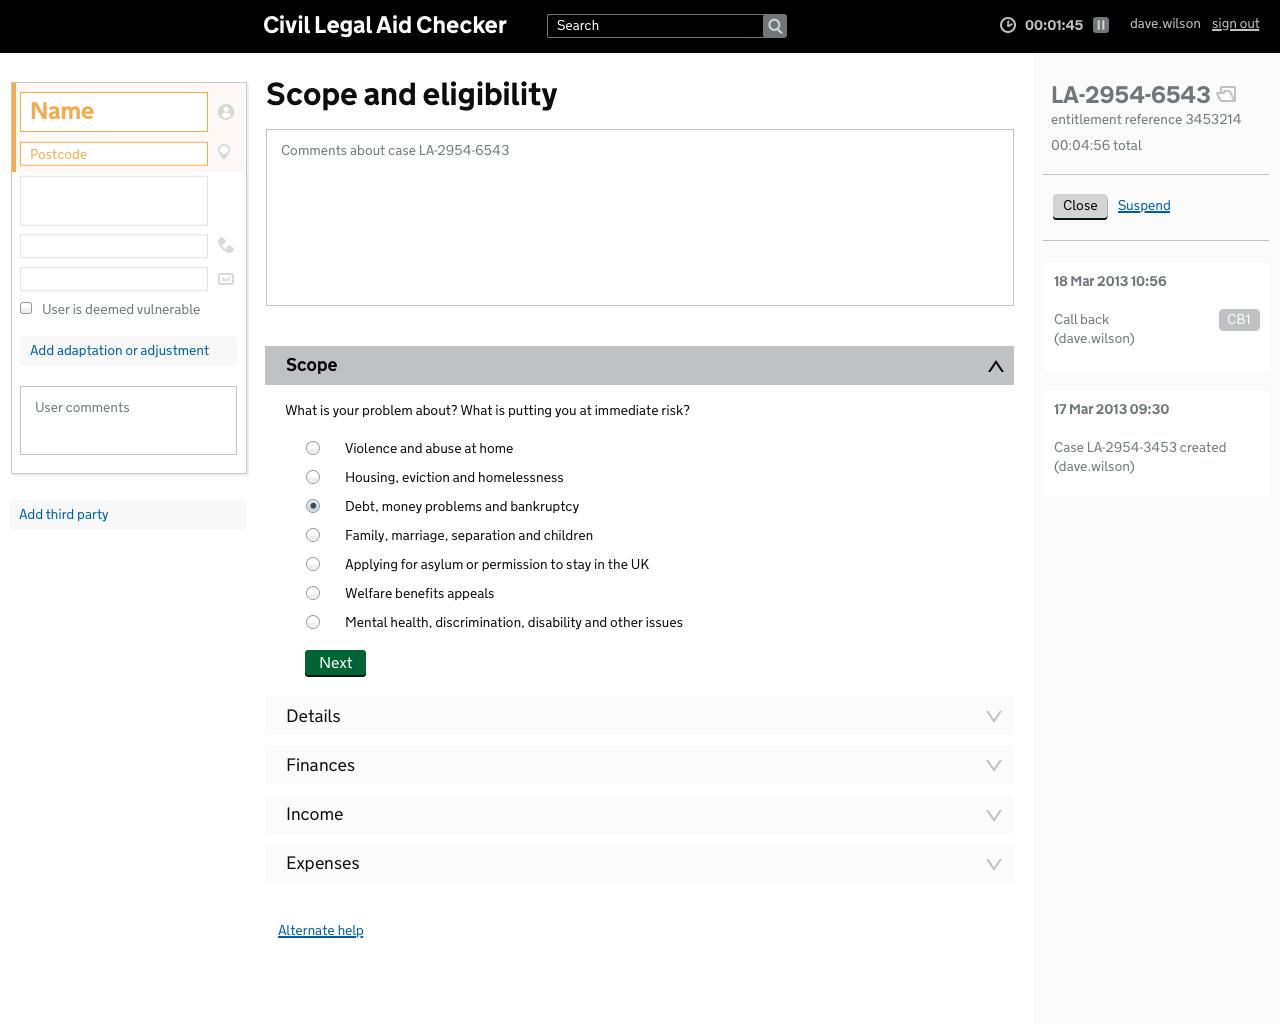 Civil Legal Aid Checker
Search
00:01:45
dave.wilson
sign out
Name
Postcode
User is deemed vulnerable
Add adaptation or adjustment
User comments
Add third party
Scope and eligibility
Comments about case LA-2954-6543
Scope
What is your problem about? What is putting you at immediate risk?
Violence and abuse at home
Housing, eviction and homelessness
Debt, money problems and bankruptcy
Family, marriage, separation and children
Applying for asylum or permission to stay in the UK
Welfare benefits appeals
Mental health, discrimination, disability and other issues
Next
Details
Finances
Income
Expenses
Alternate help
LA-2954-6543
entitlement reference 3453214
00:04:56 total
Close
Suspend
18 Mar 2013 10:56
Call back
CB1
(dave.wilson)
17 Mar 2013 09:30
Case LA-2954-3453 created
(dave.wilson)